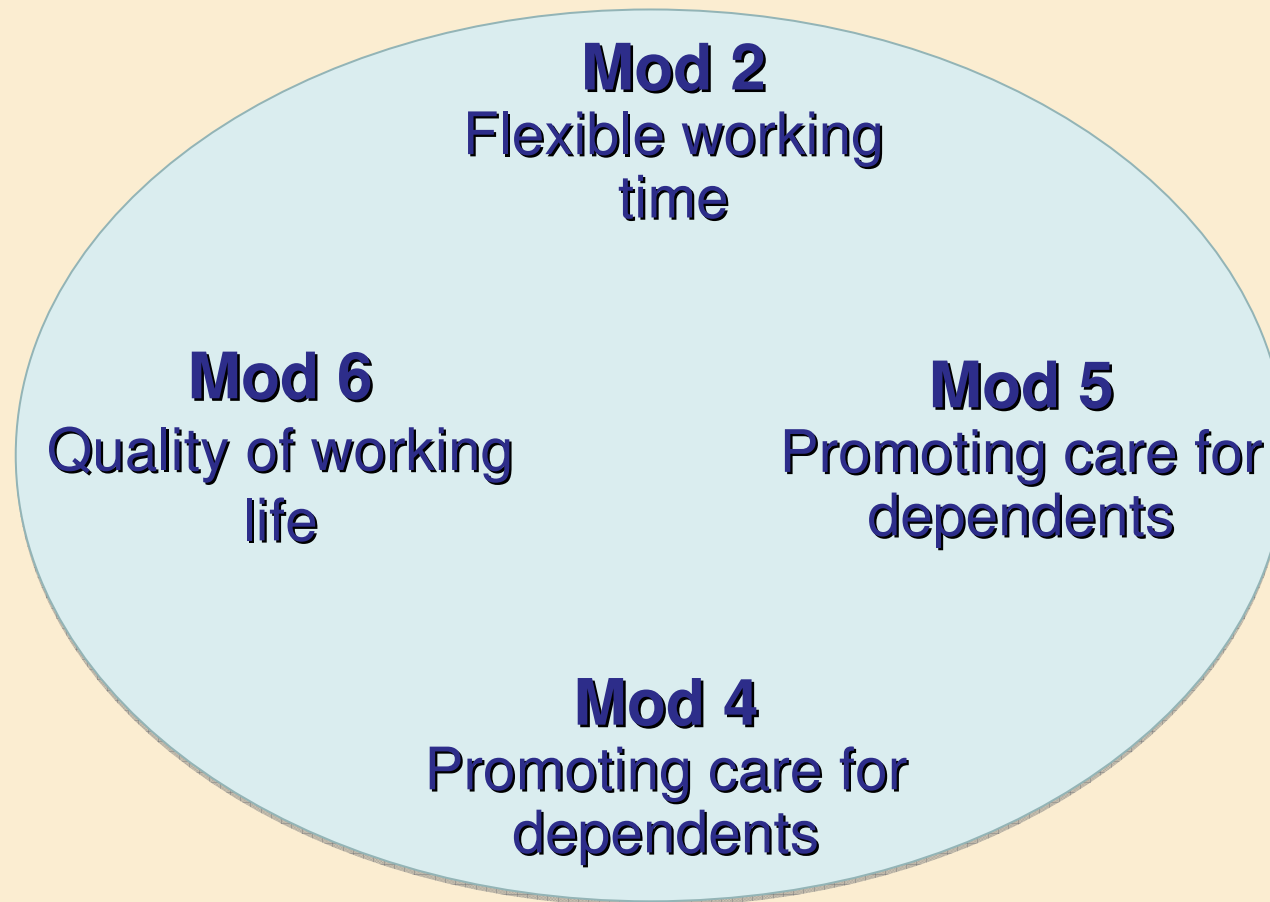 Mod 2
Flexible working
time
Mod 6
Quality of working
life
Mod 5
Promoting care for
dependents
Mod 4
Promoting care for
dependents